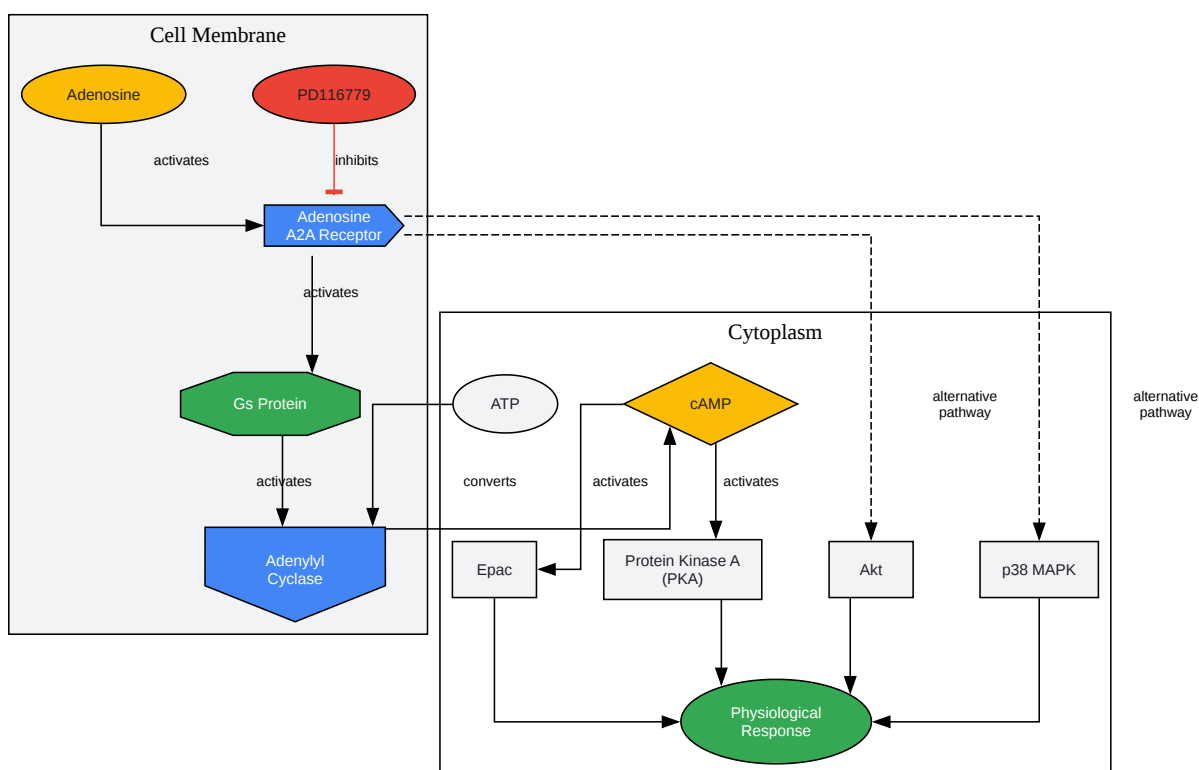 Cell Membrane
Adenosine
PD116779
activates
inhibits
Adenosine
A2A Receptor
activates
Cytoplasm
Gs Protein
ATP
cAMP
alternative
pathway
alternative
pathway
activates
converts
activates
activates
Adenylyl
Cyclase
Epac
Protein Kinase A
(PKA)
Akt
p38 MAPK
Physiological
Response